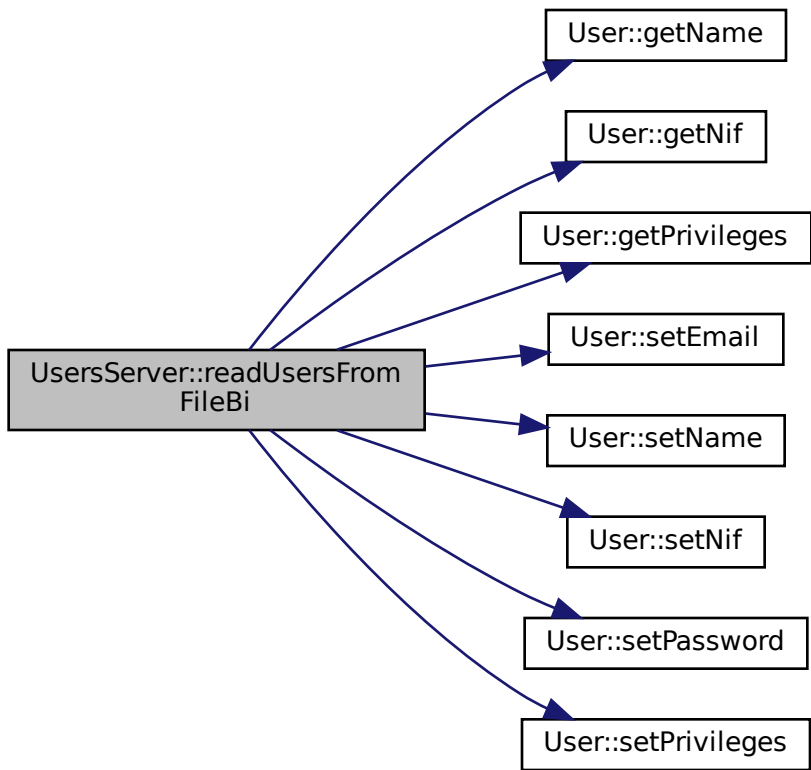 User::getName
User::getNif
User::getPrivileges
User::setEmail
UsersServer::readUsersFrom
FileBi
User::setName
User::setNif
User::setPassword
User::setPrivileges